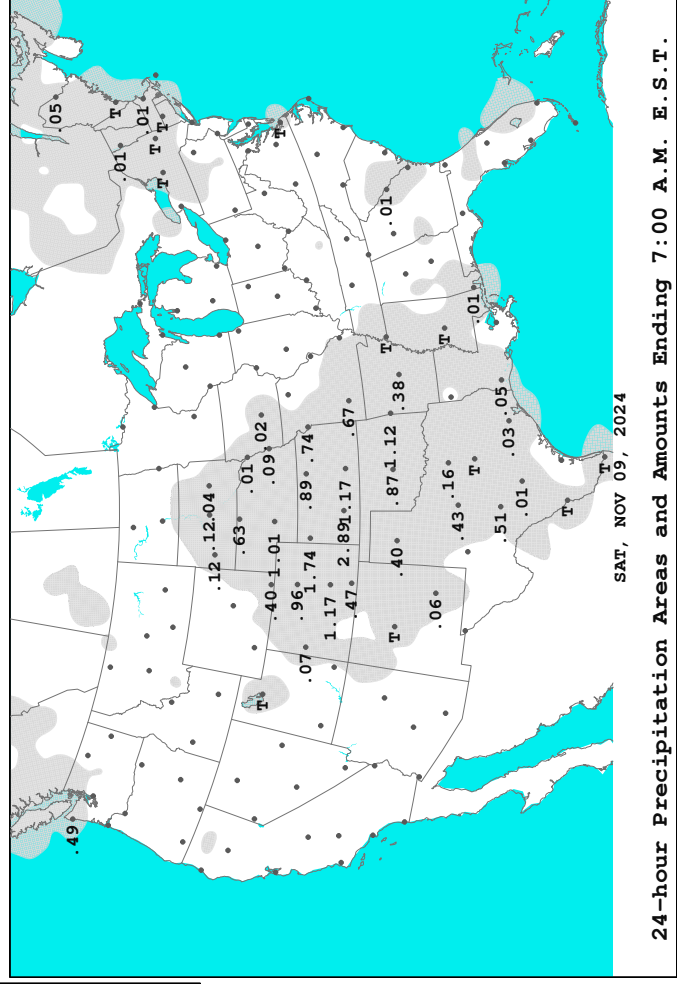 .49
.05
T
.01
T
T
.01
T
T
.01
.01
T
T
.38
.67
.02
.09
.01
.74
.89
1.12
.87
1.17
2.89
.04
.12
.12
.63
1.01
.40
.96
1.74
1.17
.47
.07
T
.40
T
.06
.16
T
.43
.51
.01
.03
.05
T
T
SAT, NOV 09, 2024
24-hour Precipitation Areas and Amounts Ending 7:00 A.M. E.S.T.